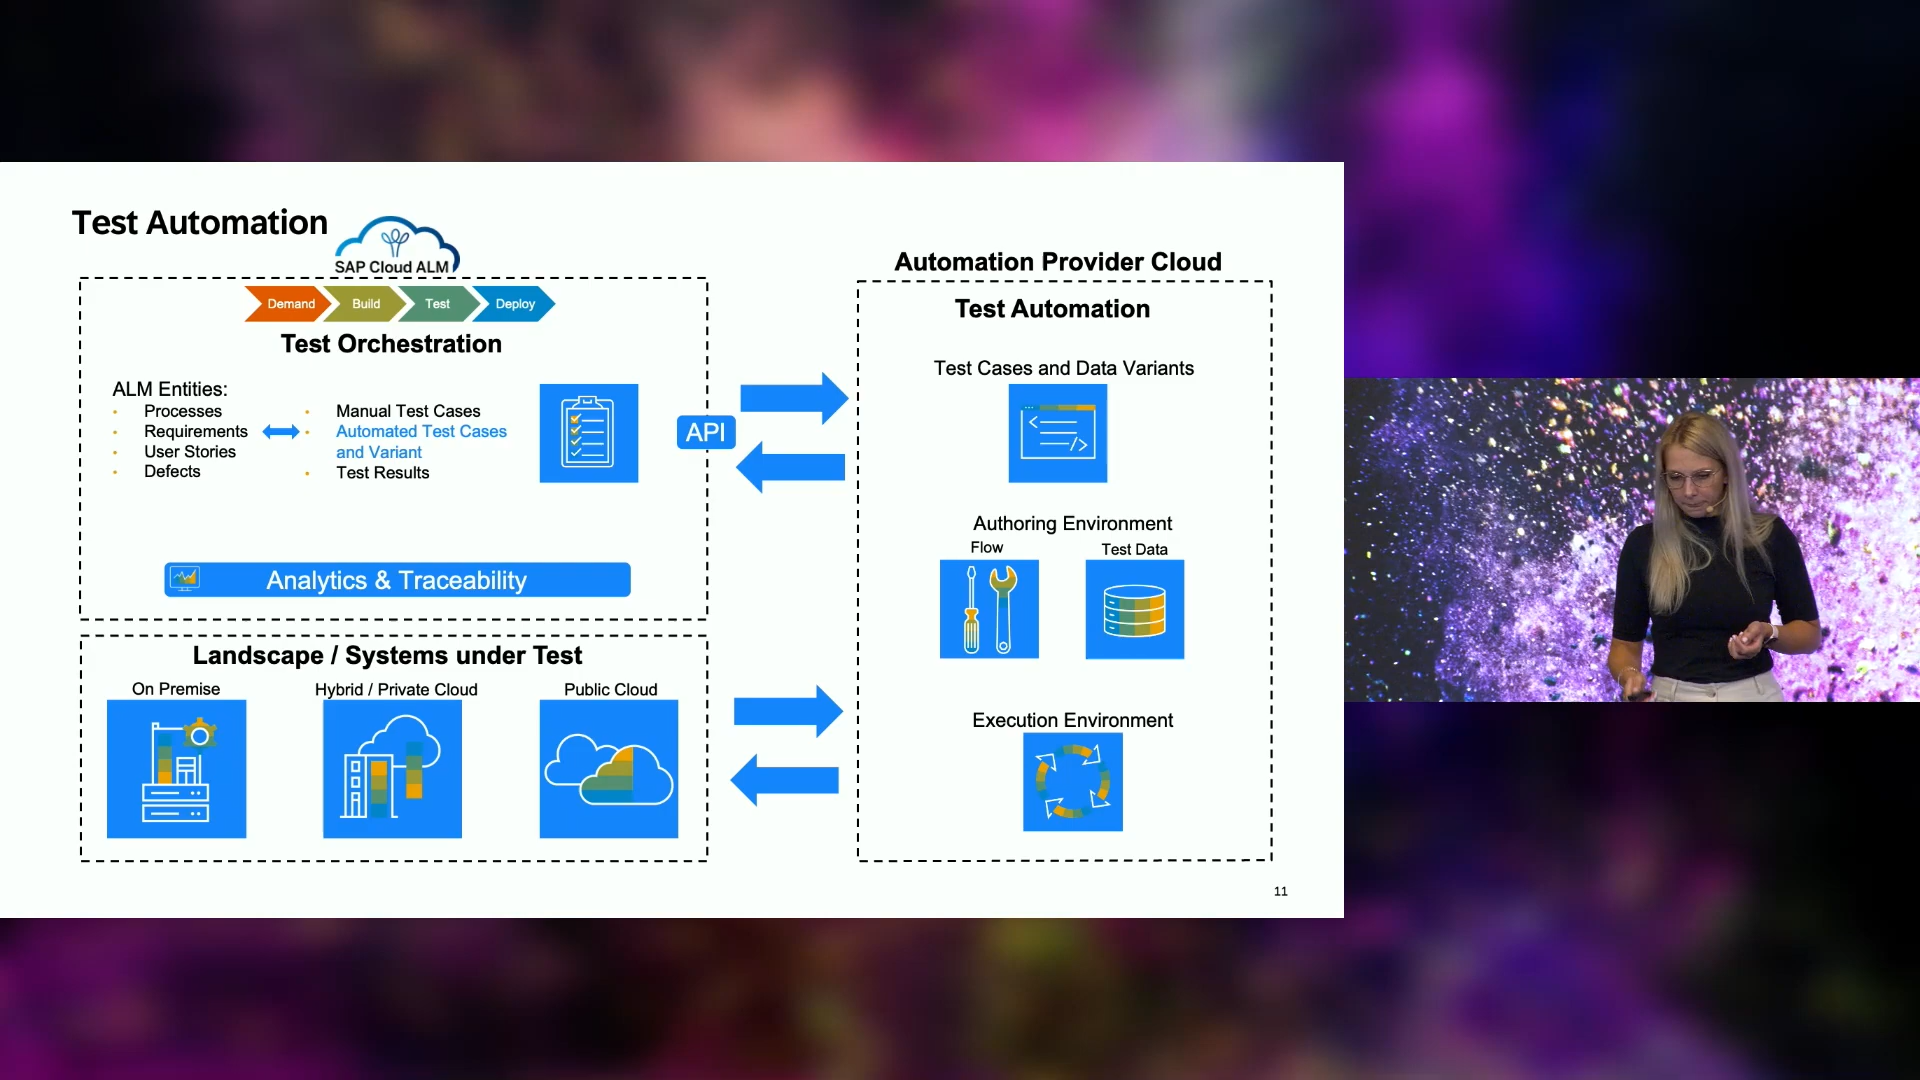 Test Automation
SAP Cloud ALM
Demand
Build
Test
Deploy
Test Orchestration
ALM Entities:
Processes
Requirements
User Stories
Defects
Manual Test Cases
Automated Test Cases
and Variant
Test Results
Analytics & Traceability
API
Landscape / Systems under Test
On Premise
Hybrid / Private Cloud
Public Cloud
Automation Provider Cloud
Test Automation
Test Cases and Data Variants
Authoring Environment
Flow
Test Data
Execution Environment
11